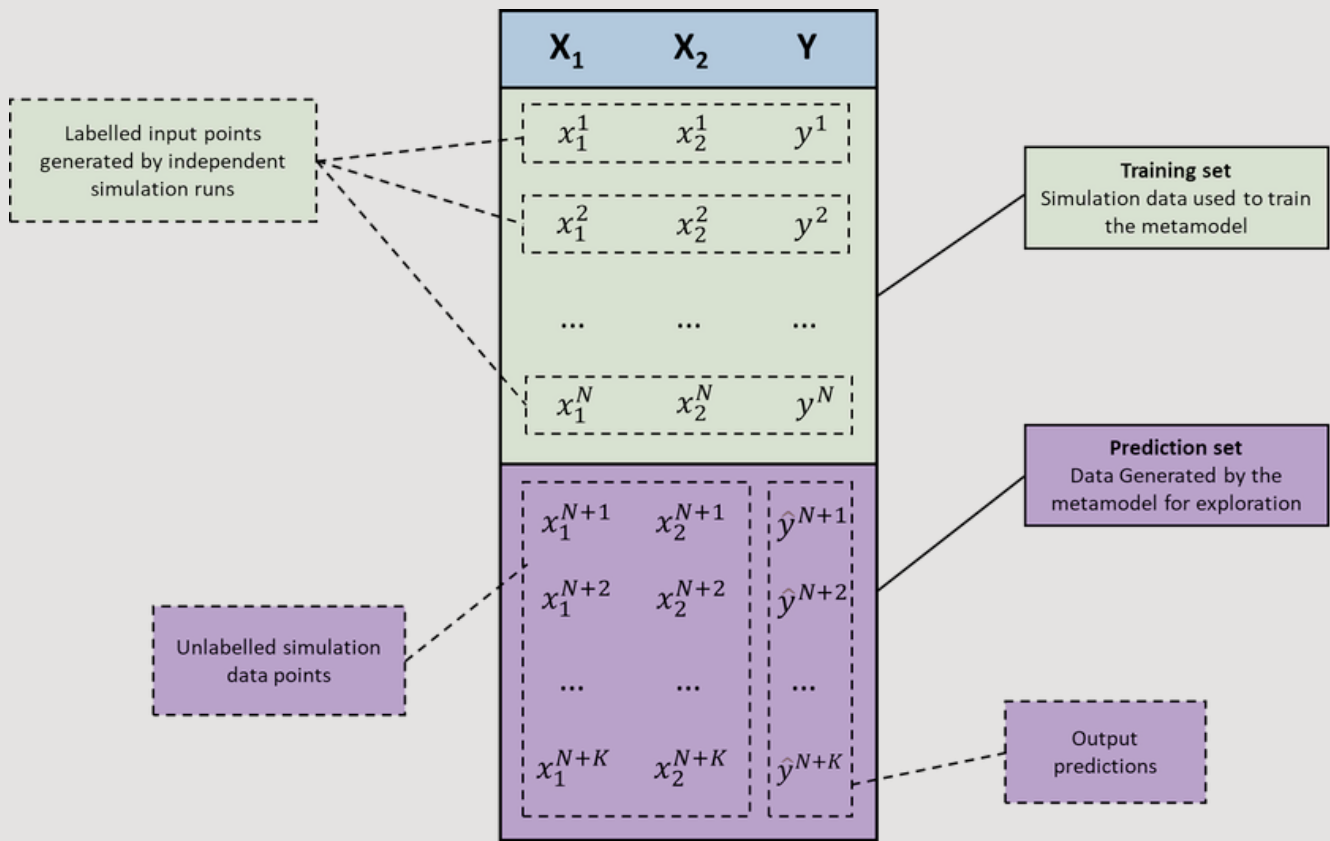 X₁ X₂ Y
Labelled input points
generated by independent
simulation runs
x₁¹ x₂¹ y¹
x₁² x₂² y²
... ... ...
x₁ᴺ x₂ᴺ yᴺ
Training set
Simulation data used to train
the metamodel
Prediction set
Data Generated by the
metamodel for exploration
x₁ᴺ⁺¹ x₂ᴺ⁺¹ ŷᴺ⁺¹
x₁ᴺ⁺² x₂ᴺ⁺² ŷᴺ⁺²
... ... ...
x₁ᴺ⁺ᴷ x₂ᴺ⁺ᴷ ŷᴺ⁺ᴷ
Unlabelled simulation
data points
Output
predictions